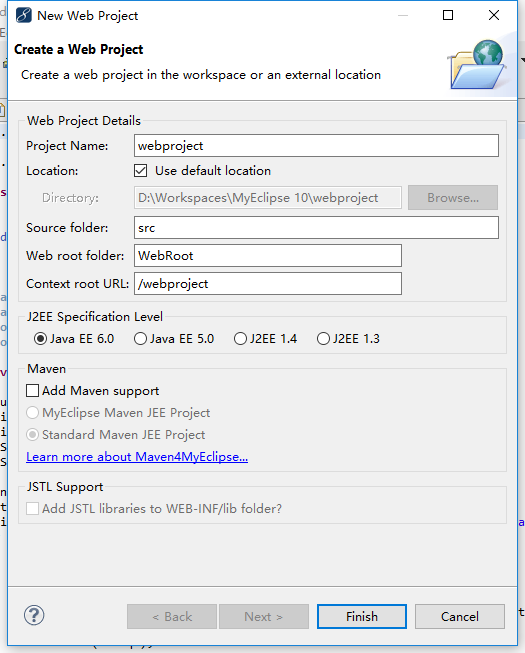 New Web Project
Create a Web Project
Create a web project in the workspace or an external location
Web Project Details
Project Name: webproject
Location: Use default location
Directory: D:\Workspaces\MyEclipse 10\webproject Browse...
Source folder: src
Web root folder: WebRoot
Context root URL: /webproject
J2EE Specification Level
Java EE 6.0 Java EE 5.0 J2EE 1.4 J2EE 1.3
Maven
Add Maven support
MyEclipse Maven JEE Project
Standard Maven JEE Project
Learn more about Maven4MyEclipse...
JSTL Support
Add JSTL libraries to WEB-INF/lib folder?
? < Back Next > Finish Cancel